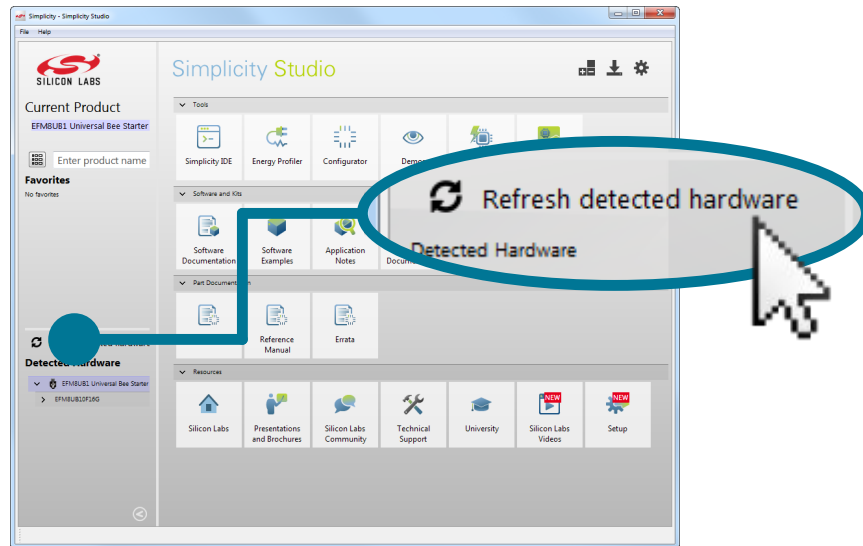 Simplicity - Simplicity Studio
File Help
SILICON LABS
Simplicity Studio
Current Product
EFM8UB1 Universal Bee Starter
Enter product name
Favorites
No favorites
Tools
Simplicity IDE
Energy Profiler
Configurator
Software and Kits
Software
Documentation
Software
Examples
Application
Notes
Refresh detected hardware
Detected Hardware
Part
Reference
Manual
Errata
Detected Hardware
EFM8UB1 Universal Bee Starter
EFM8UB10F16G
Resources
Silicon Labs
Presentations
and Brochures
Silicon Labs
Community
Technical
Support
University
NEW
Silicon Labs
Videos
NEW
Setup